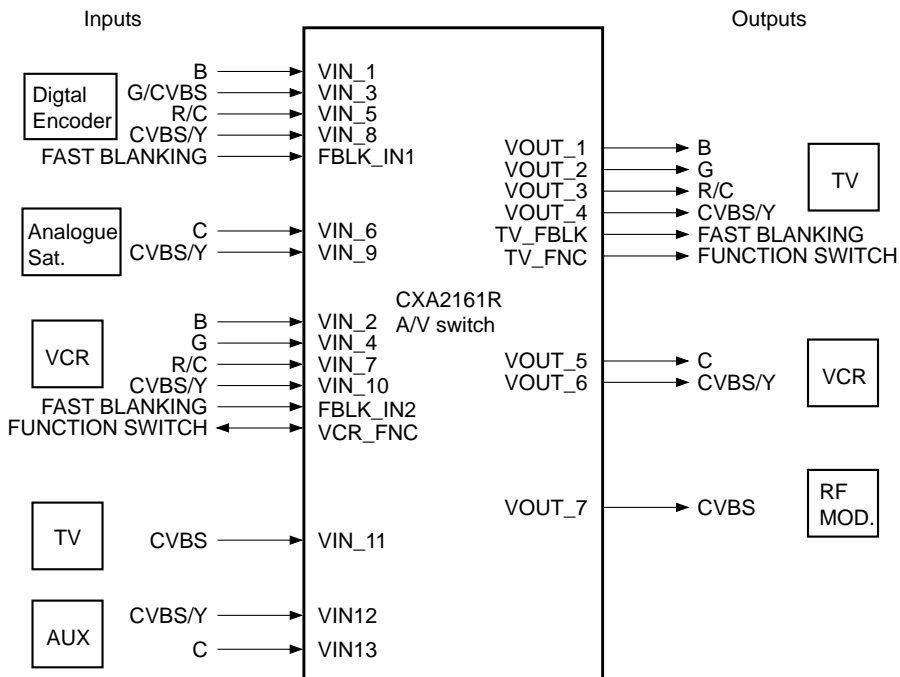 Inputs
Outputs
Digtal
Encoder
B
G/CVBS
R/C
CVBS/Y
FAST BLANKING
VIN_1
VIN_3
VIN_5
VIN_8
FBLK_IN1
Analogue
Sat.
C
CVBS/Y
VIN_6
VIN_9
VCR
B
G
R/C
CVBS/Y
FAST BLANKING
FUNCTION SWITCH
VIN_2
VIN_4
VIN_7
VIN_10
FBLK_IN2
VCR_FNC
TV
CVBS
VIN_11
AUX
CVBS/Y
C
VIN12
VIN13
CXA2161R
A/V switch
VOUT_1
VOUT_2
VOUT_3
VOUT_4
TV_FBLK
TV_FNC
B
G
R/C
CVBS/Y
FAST BLANKING
FUNCTION SWITCH
TV
VOUT_5
VOUT_6
C
CVBS/Y
VCR
VOUT_7
CVBS
RF
MOD.